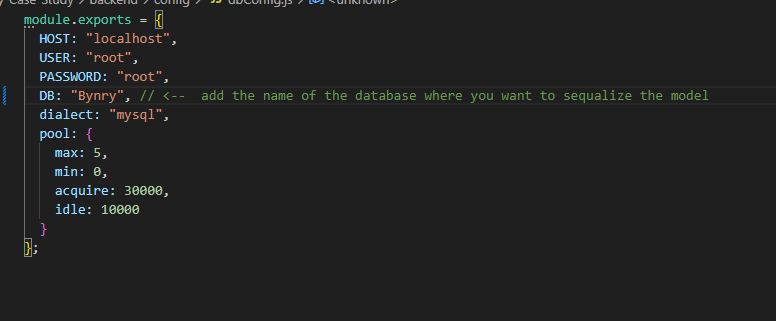 Case Study > backend > config > JS dbConfig.js > <unknown>
module.exports = {
  HOST: "localhost",
  USER: "root",
  PASSWORD: "root",
  DB: "Bynry", // <--  add the name of the database where you want to sequalize the model
  dialect: "mysql",
  pool: {
    max: 5,
    min: 0,
    acquire: 30000,
    idle: 10000
  }
};